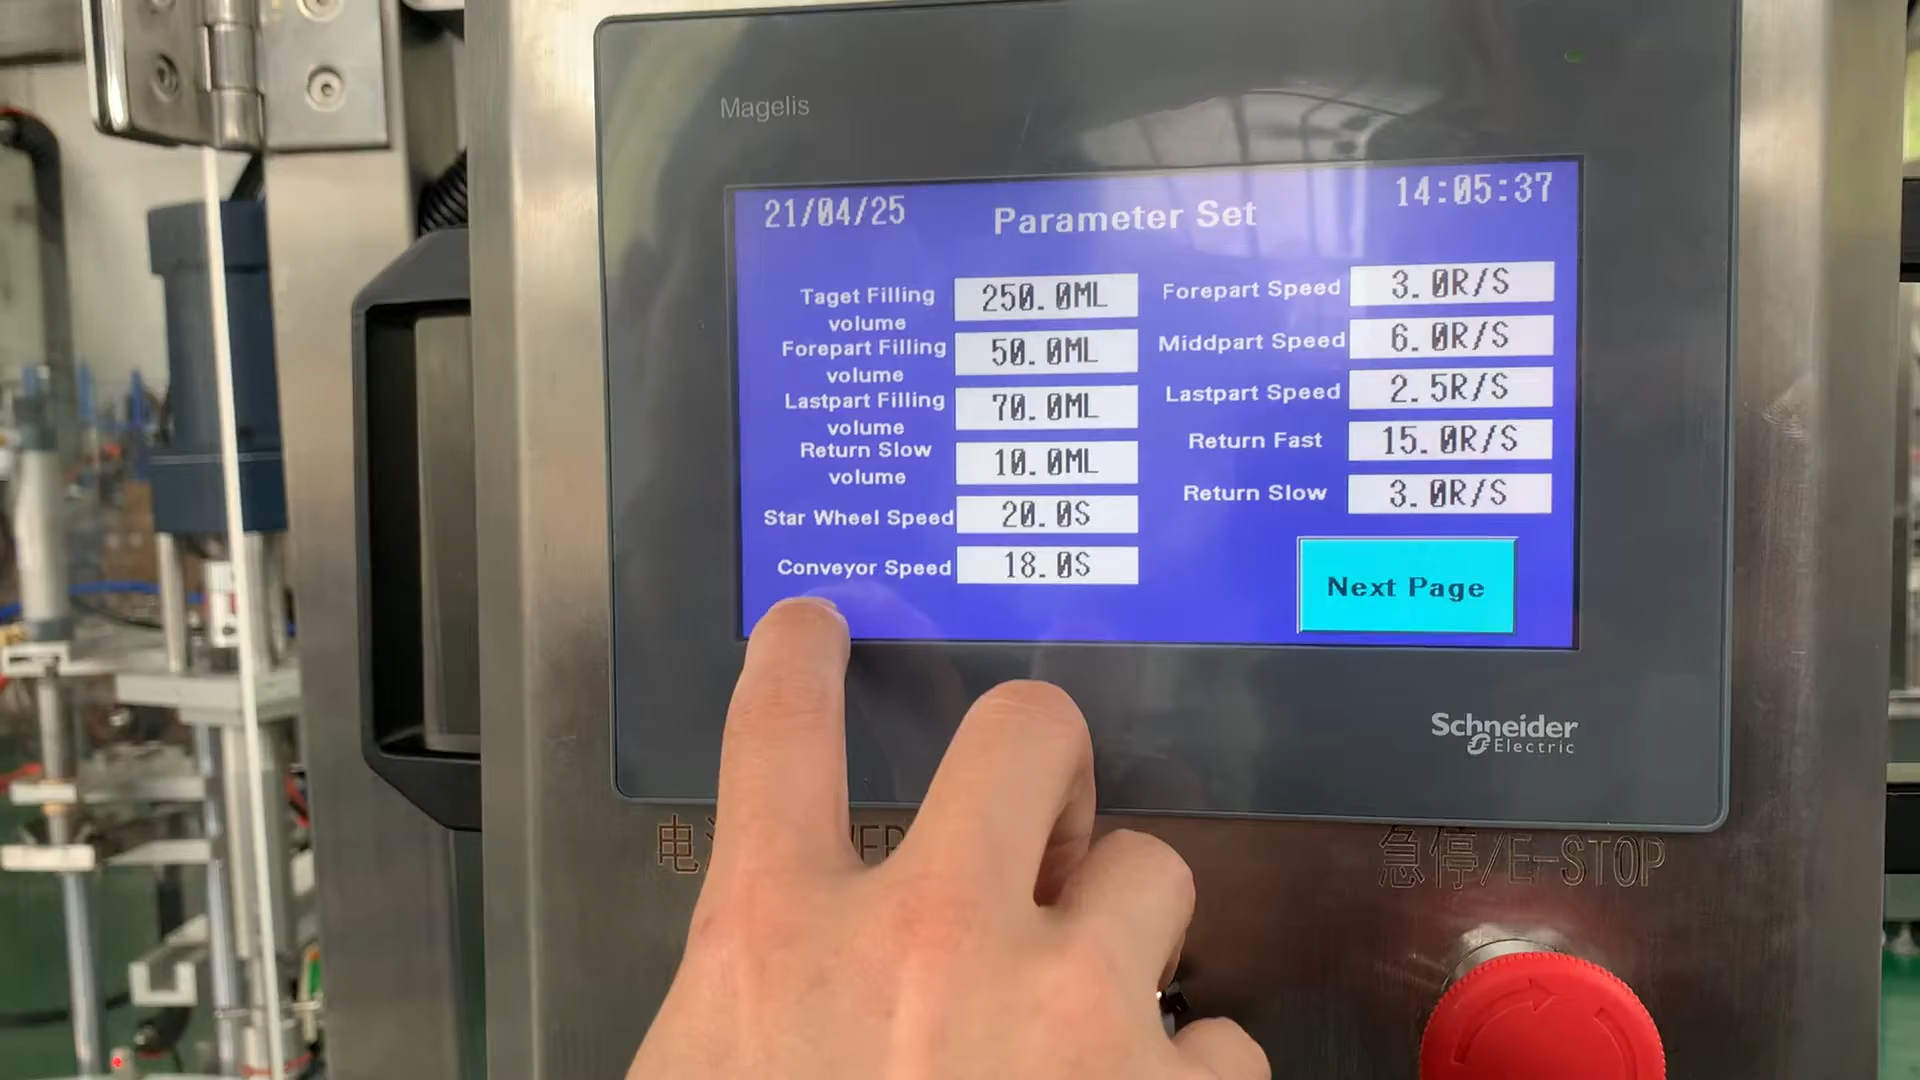 Magelis
21/04/25
Parameter Set
14:05:37
Taget Filling
volume
250.0ML
Forepart Filling
volume
50.0ML
Lastpart Filling
volume
70.0ML
Return Slow
volume
10.0ML
Star Wheel Speed
20.0S
Conveyor Speed
18.0S
Forepart Speed
3.0R/S
Middpart Speed
6.0R/S
Lastpart Speed
2.5R/S
Return Fast
15.0R/S
Return Slow
3.0R/S
Next Page
Schneider
Electric
急停/E-STOP